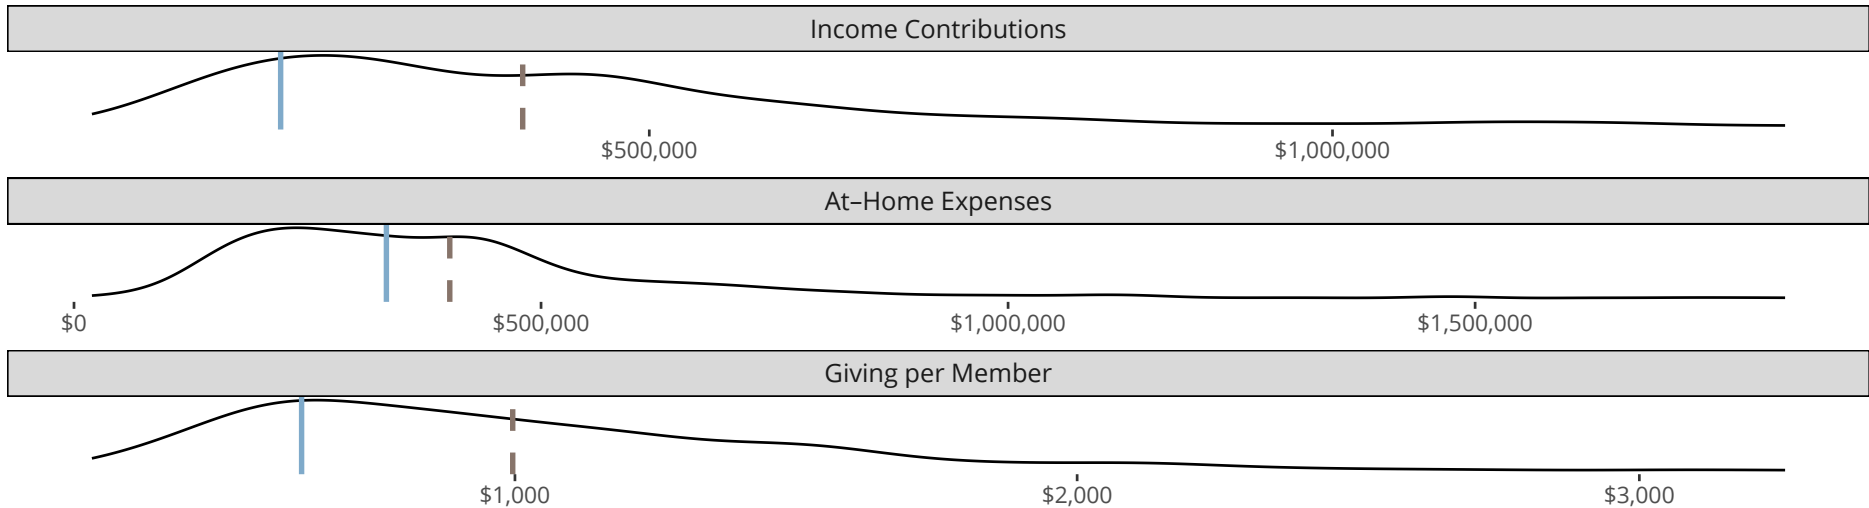 Income Contributions
$500,000 $1,000,000
At–Home Expenses
$0 $500,000 $1,000,000 $1,500,000
Giving per Member
$1,000 $2,000 $3,000